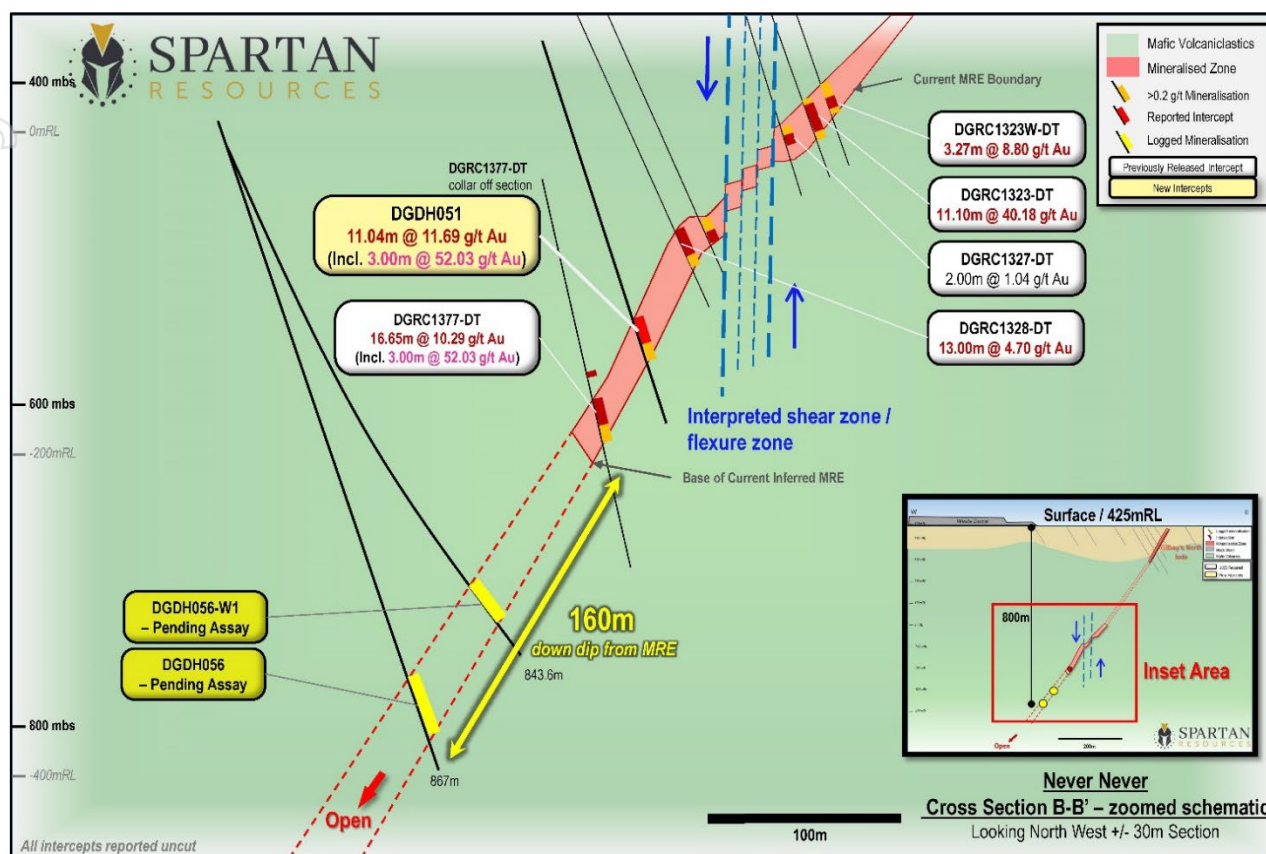 SPARTAN
RESOURCES
400 mbs
0mRL
600 mbs
-200mRL
800 mbs
-400mRL
Mafic Volcaniclastics
Mineralised Zone
>0.2 g/t Mineralisation
Reported Intercept
Logged Mineralisation
Previously Released Intercept
New Intercepts
Current MRE Boundary
DGRC1323W-DT
3.27m @ 8.80 g/t Au
DGRC1323-DT
11.10m @ 40.18 g/t Au
DGRC1327-DT
2.00m @ 1.04 g/t Au
DGRC1328-DT
13.00m @ 4.70 g/t Au
DGRC1377-DT
collar off section
DGDH051
11.04m @ 11.69 g/t Au
(Incl. 3.00m @ 52.03 g/t Au)
DGRC1377-DT
16.65m @ 10.29 g/t Au
(Incl. 3.00m @ 52.03 g/t Au)
Interpreted shear zone /
flexure zone
Base of Current Inferred MRE
DGDH056-W1
– Pending Assay
DGDH056
– Pending Assay
160m
down dip from MRE
843.6m
867m
Open
All intercepts reported uncut
100m
Surface / 425mRL
W
800m
Inset Area
Open
200m
SPARTAN
RESOURCES
Never Never
Cross Section B-B' – zoomed schematic
Looking North West +/- 30m Section